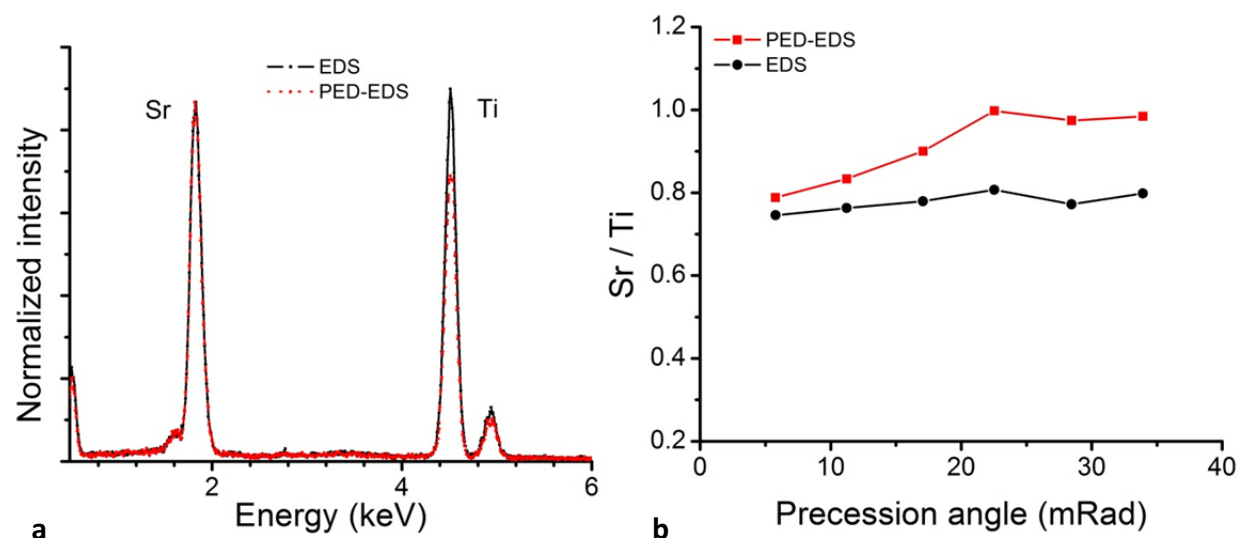 EDS
PED-EDS
Sr
Ti
Normalized intensity
2
4
6
Energy (keV)
a
PED-EDS
EDS
1.2
1.0
0.8
0.6
0.4
0.2
Sr / Ti
0
10
20
30
40
Precession angle (mRad)
b